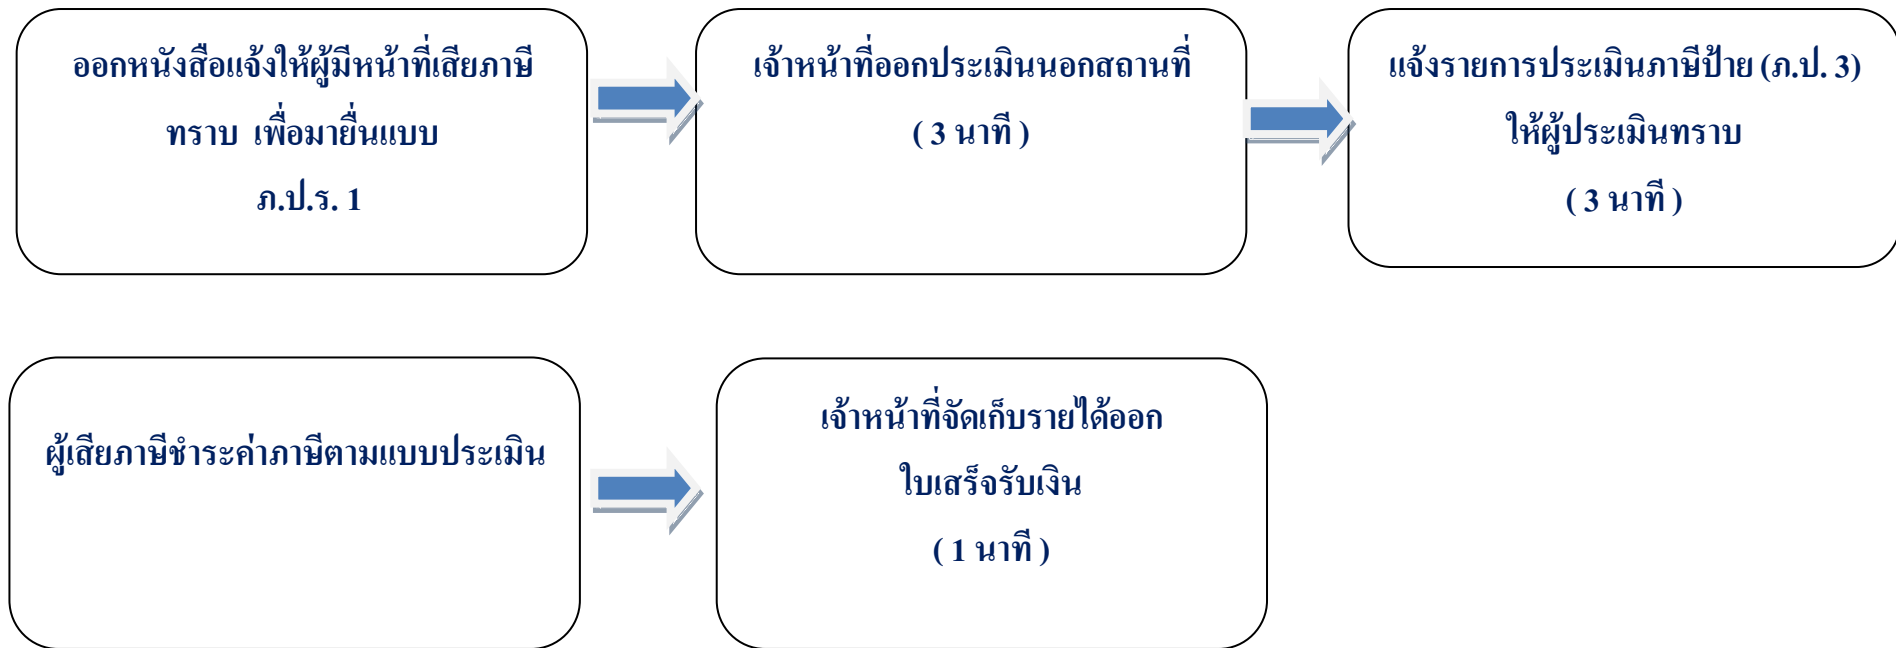 ออกหนังสือแจ้งให้ผู้มีหน้าที่เสียภาษี
ทราบ เพื่อมายื่นแบบ
ภ.ป.ร. 1
เจ้าหน้าที่ออกประเมินนอกสถานที่
( 3 นาที )
แจ้งรายการประเมินภาษีป้าย (ภ.ป. 3)
ให้ผู้ประเมินทราบ
( 3 นาที )
ผู้เสียภาษีชำระค่าภาษีตามแบบประเมิน
เจ้าหน้าที่จัดเก็บรายได้ออก
ใบเสร็จรับเงิน
( 1 นาที )